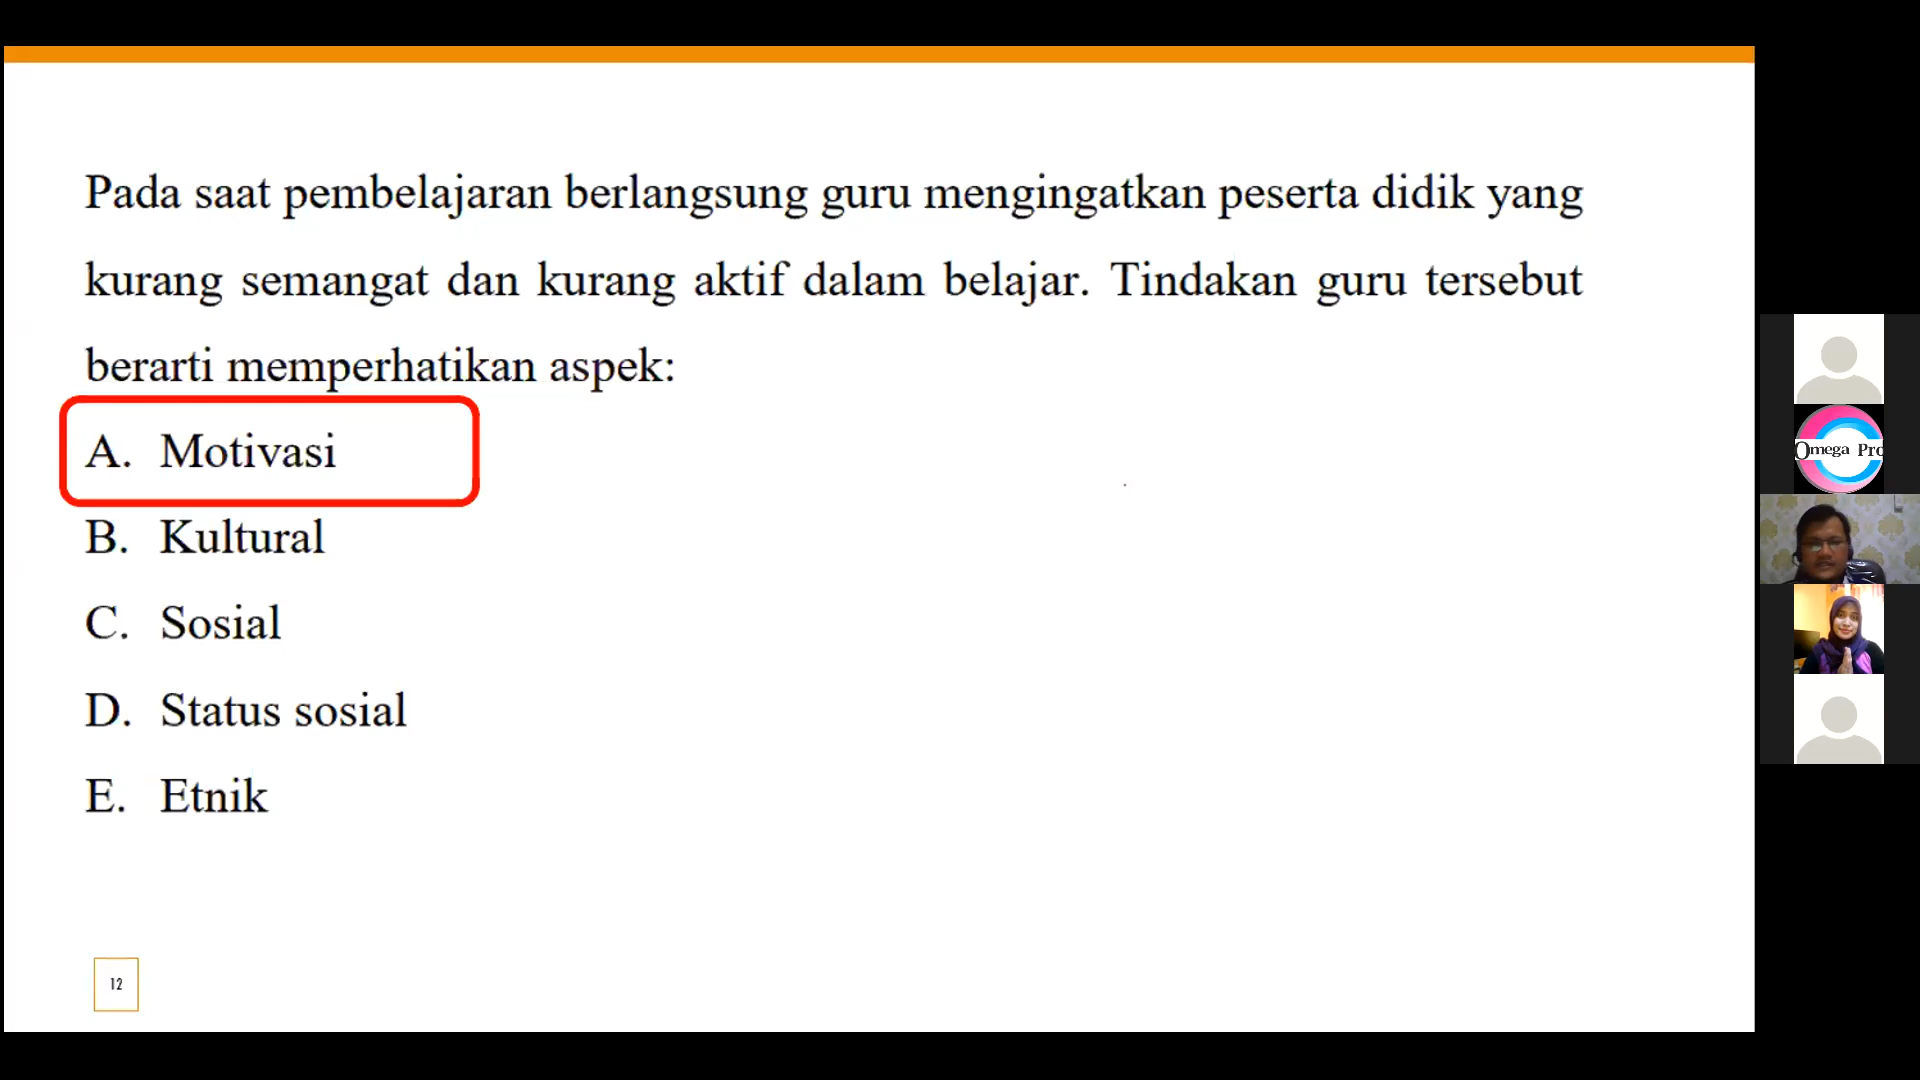 Pada saat pembelajaran berlangsung guru mengingatkan peserta didik yang
kurang semangat dan kurang aktif dalam belajar. Tindakan guru tersebut
berarti memperhatikan aspek:
A. Motivasi
B. Kultural
C. Sosial
D. Status sosial
E. Etnik
12
Omega Pro